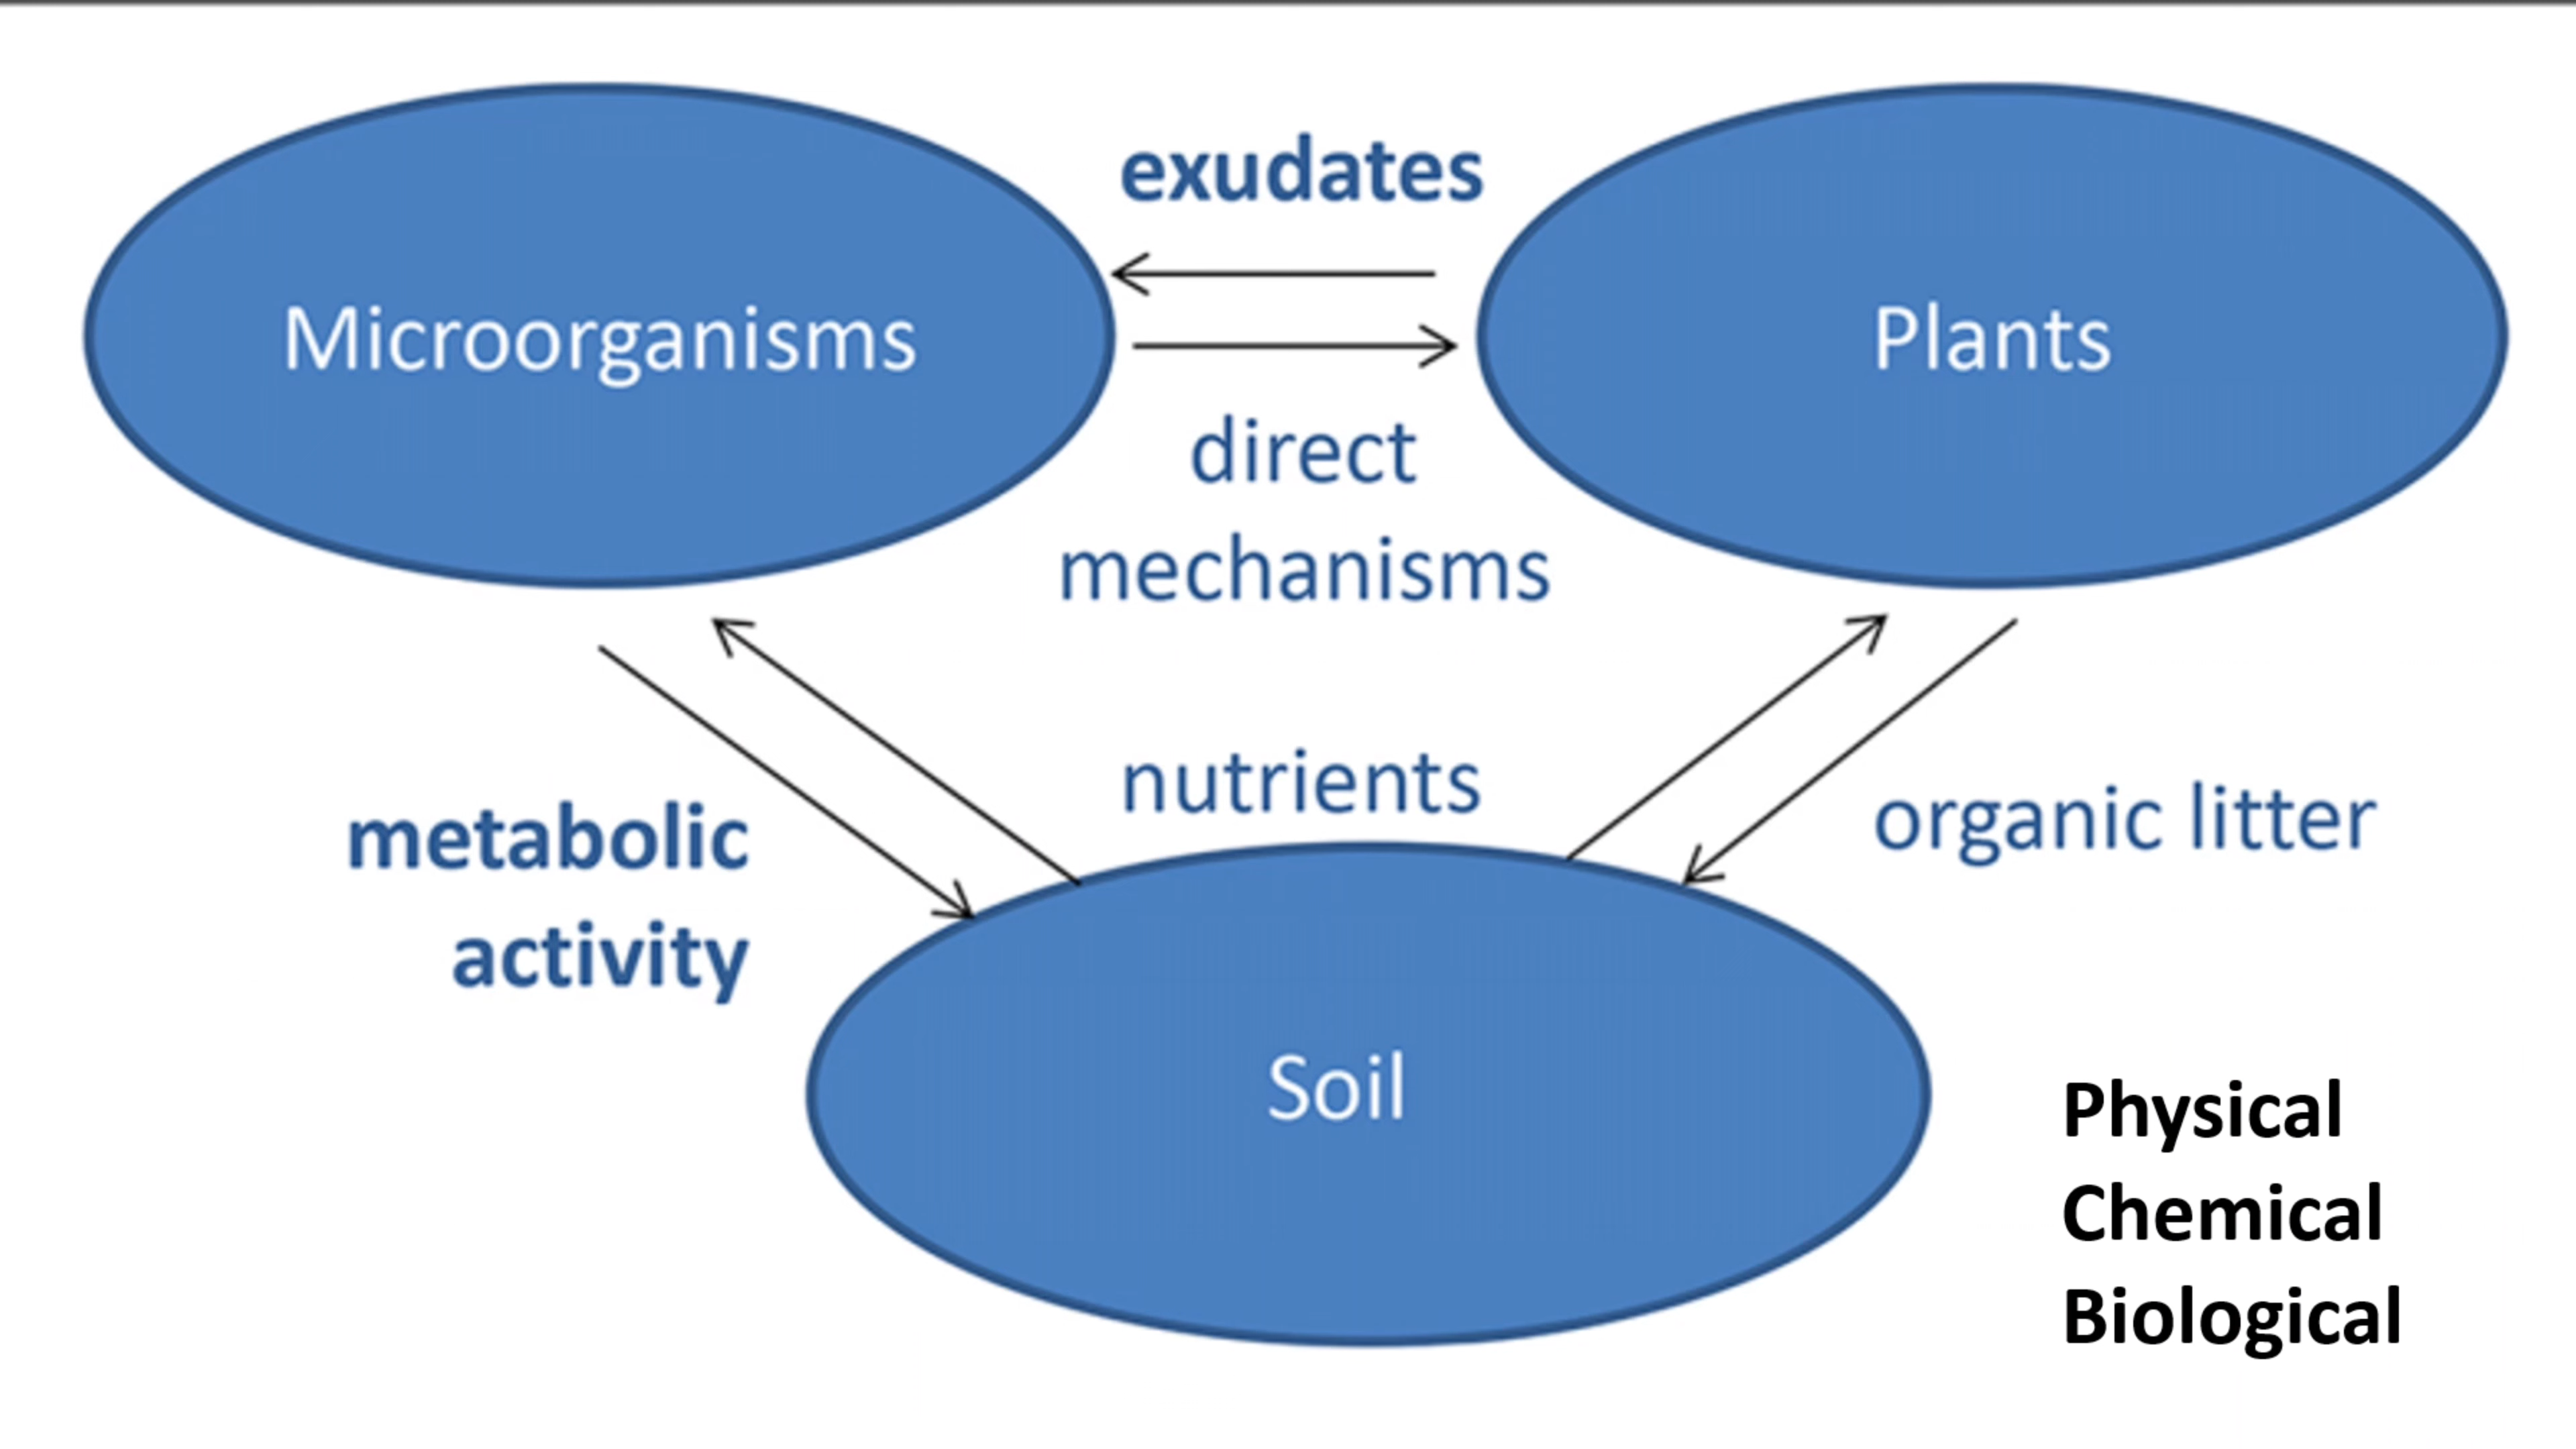 exudates
Microorganisms
Plants
direct
mechanisms
nutrients
metabolic
activity
organic litter
Soil
Physical
Chemical
Biological